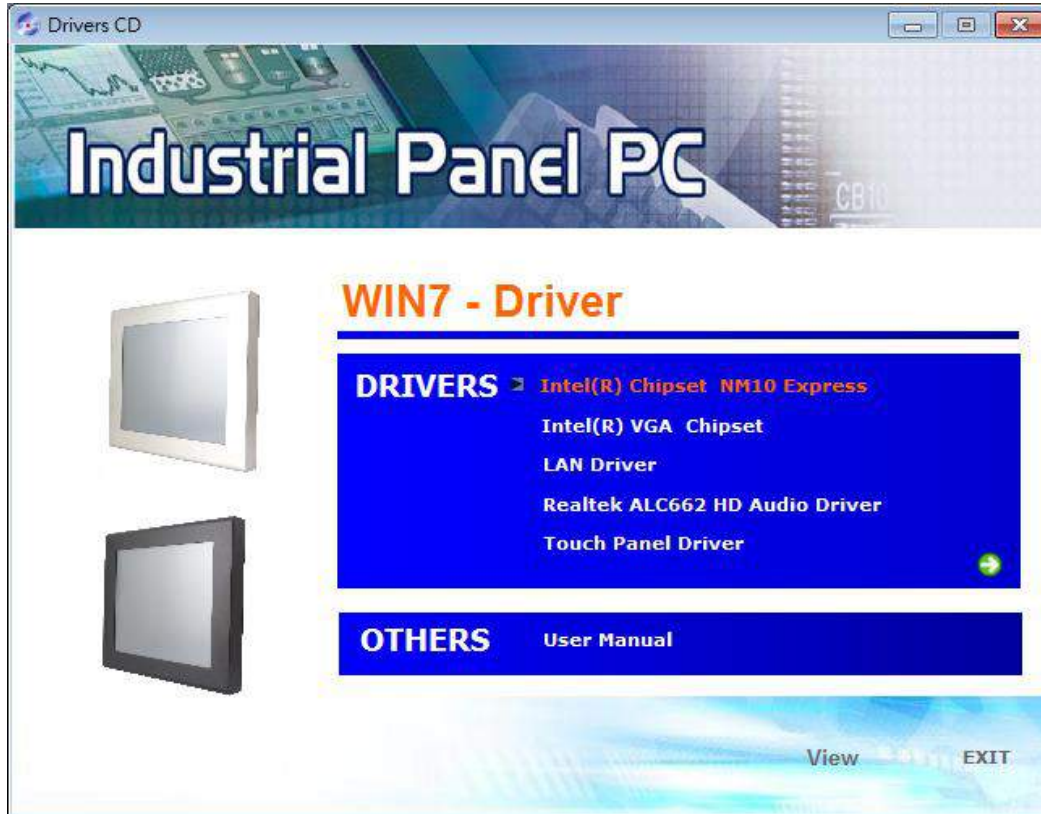 Drivers CD
Industrial Panel PC
CB10
WIN7 - Driver
DRIVERS
Intel(R) Chipset NM10 Express
Intel(R) VGA Chipset
LAN Driver
Realtek ALC662 HD Audio Driver
Touch Panel Driver
OTHERS
User Manual
View
EXIT